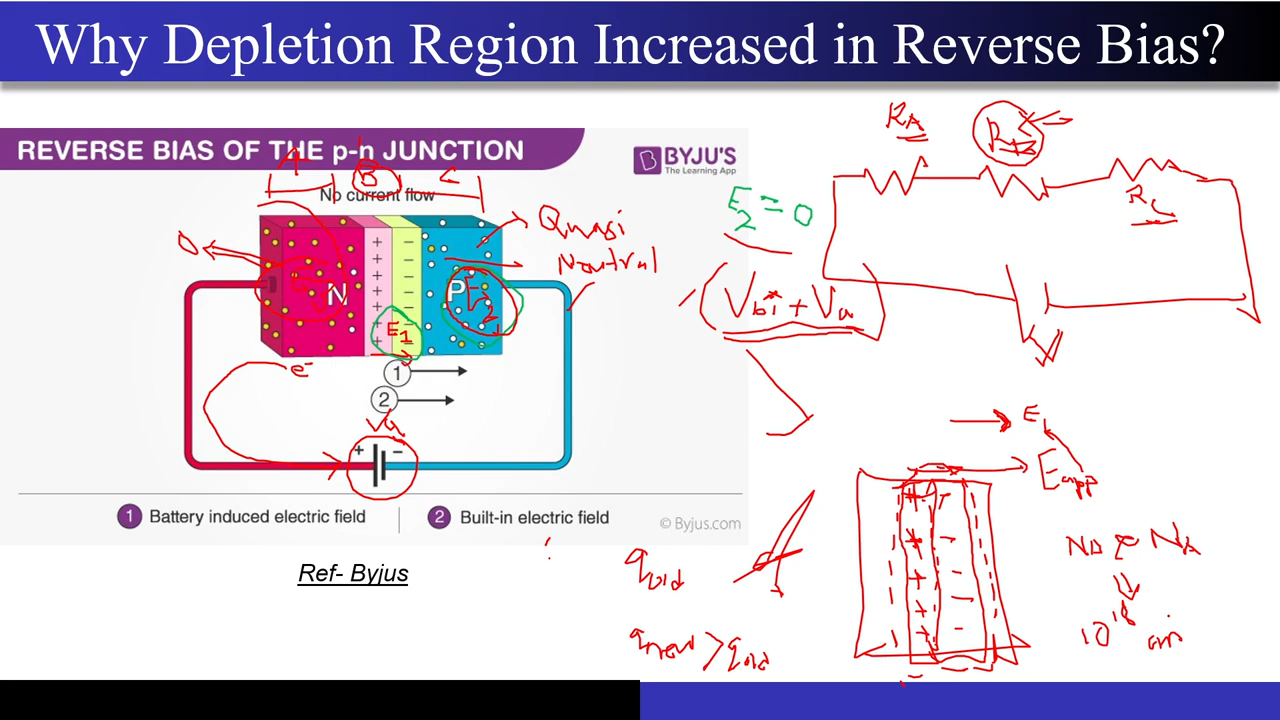 Why Depletion Region Increased in Reverse Bias?
REVERSE BIAS OF THE p-n JUNCTION
BYJU'S
The Learning App
A
B
C
No current flow
Quasi
Neutral
N
P
E1
E2
e-
1
2
Va
+ −
1 Battery induced electric field
2 Built-in electric field
© Byjus.com
Ref- Byjus
E2 = 0
Vbi + Va
RA
RB
RC
E1
Eapp
qold
qnew > qold
ND & NA
10^18